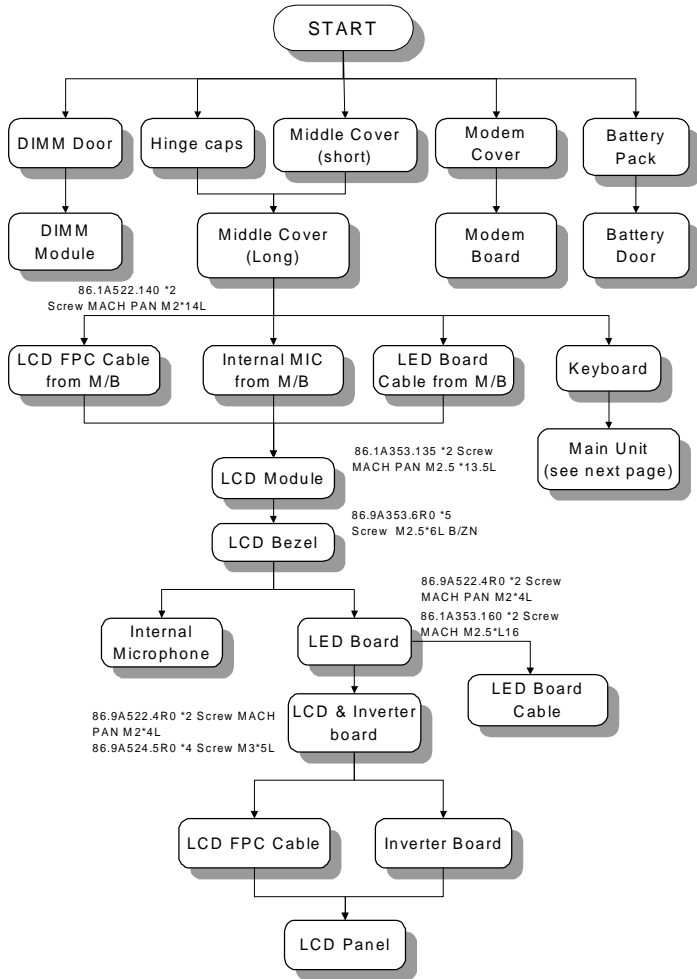 START
DIMM Door
Hinge caps
Middle Cover
(short)
Modem
Cover
Battery
Pack
DIMM
Module
Middle Cover
(Long)
Modem
Board
Battery
Door
86.1A522.140 *2
Screw MACH PAN M2*14L
LCD FPC Cable
from M/B
Internal MIC
from M/B
LED Board
Cable from M/B
Keyboard
Main Unit
(see next page)
LCD Module
86.1A353.135 *2 Screw
MACH PAN M2.5 *13.5L
LCD Bezel
86.9A353.6R0 *5
Screw M2.5*6L B/ZN
Internal
Microphone
LED Board
86.9A522.4R0 *2 Screw
MACH PAN M2*4L
86.1A353.160 *2 Screw
MACH M2.5*L16
LED Board
Cable
86.9A522.4R0 *2 Screw MACH
PAN M2*4L
86.9A524.5R0 *4 Screw M3*5L
LCD & Inverter
board
LCD FPC Cable
Inverter Board
LCD Panel